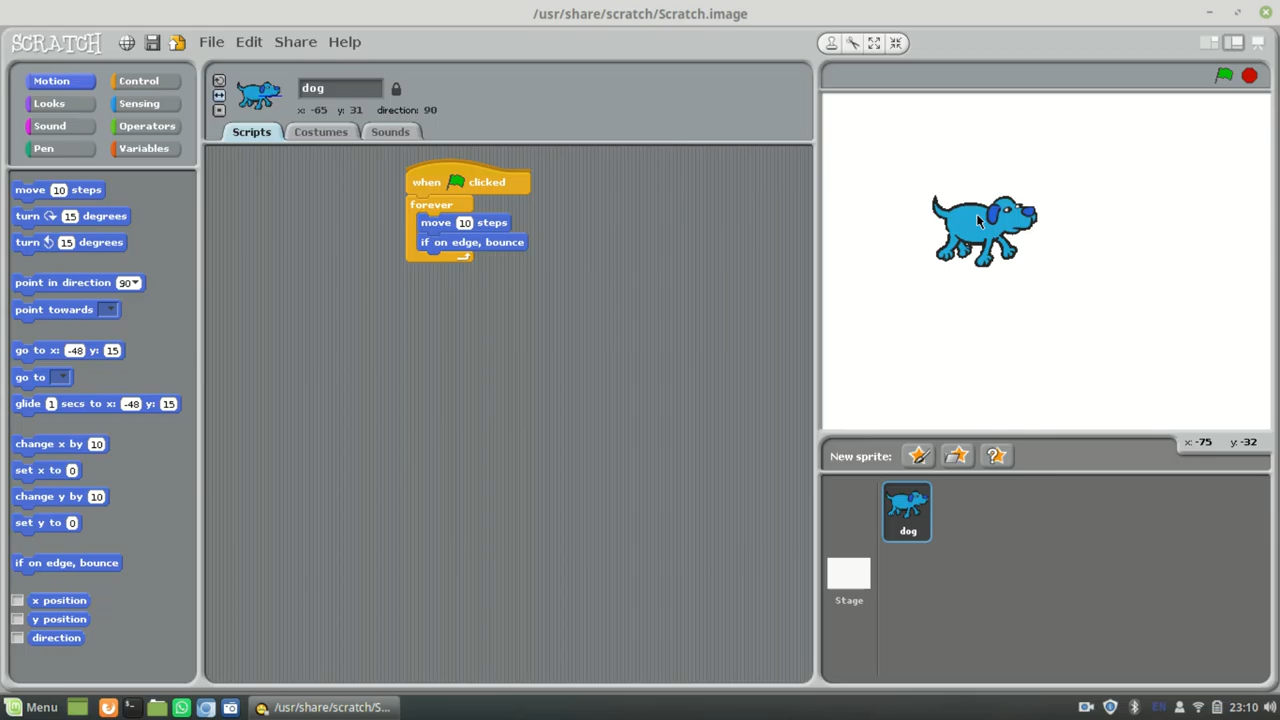 /usr/share/scratch/Scratch.image
SCRATCH File Edit Share Help
Motion Control
Looks Sensing
Sound Operators
Pen Variables
move 10 steps
turn 15 degrees
turn 15 degrees
point in direction 90
point towards
go to x: -48 y: 15
go to
glide 1 secs to x: -48 y: 15
change x by 10
set x to 0
change y by 10
set y to 0
if on edge, bounce
x position
y position
direction
dog
x: -65 y: 31 direction: 90
Scripts Costumes Sounds
when clicked
forever
move 10 steps
if on edge, bounce
x: -75 y: -32
New sprite:
dog
Stage
Menu /usr/share/scratch/S... EN 23:10